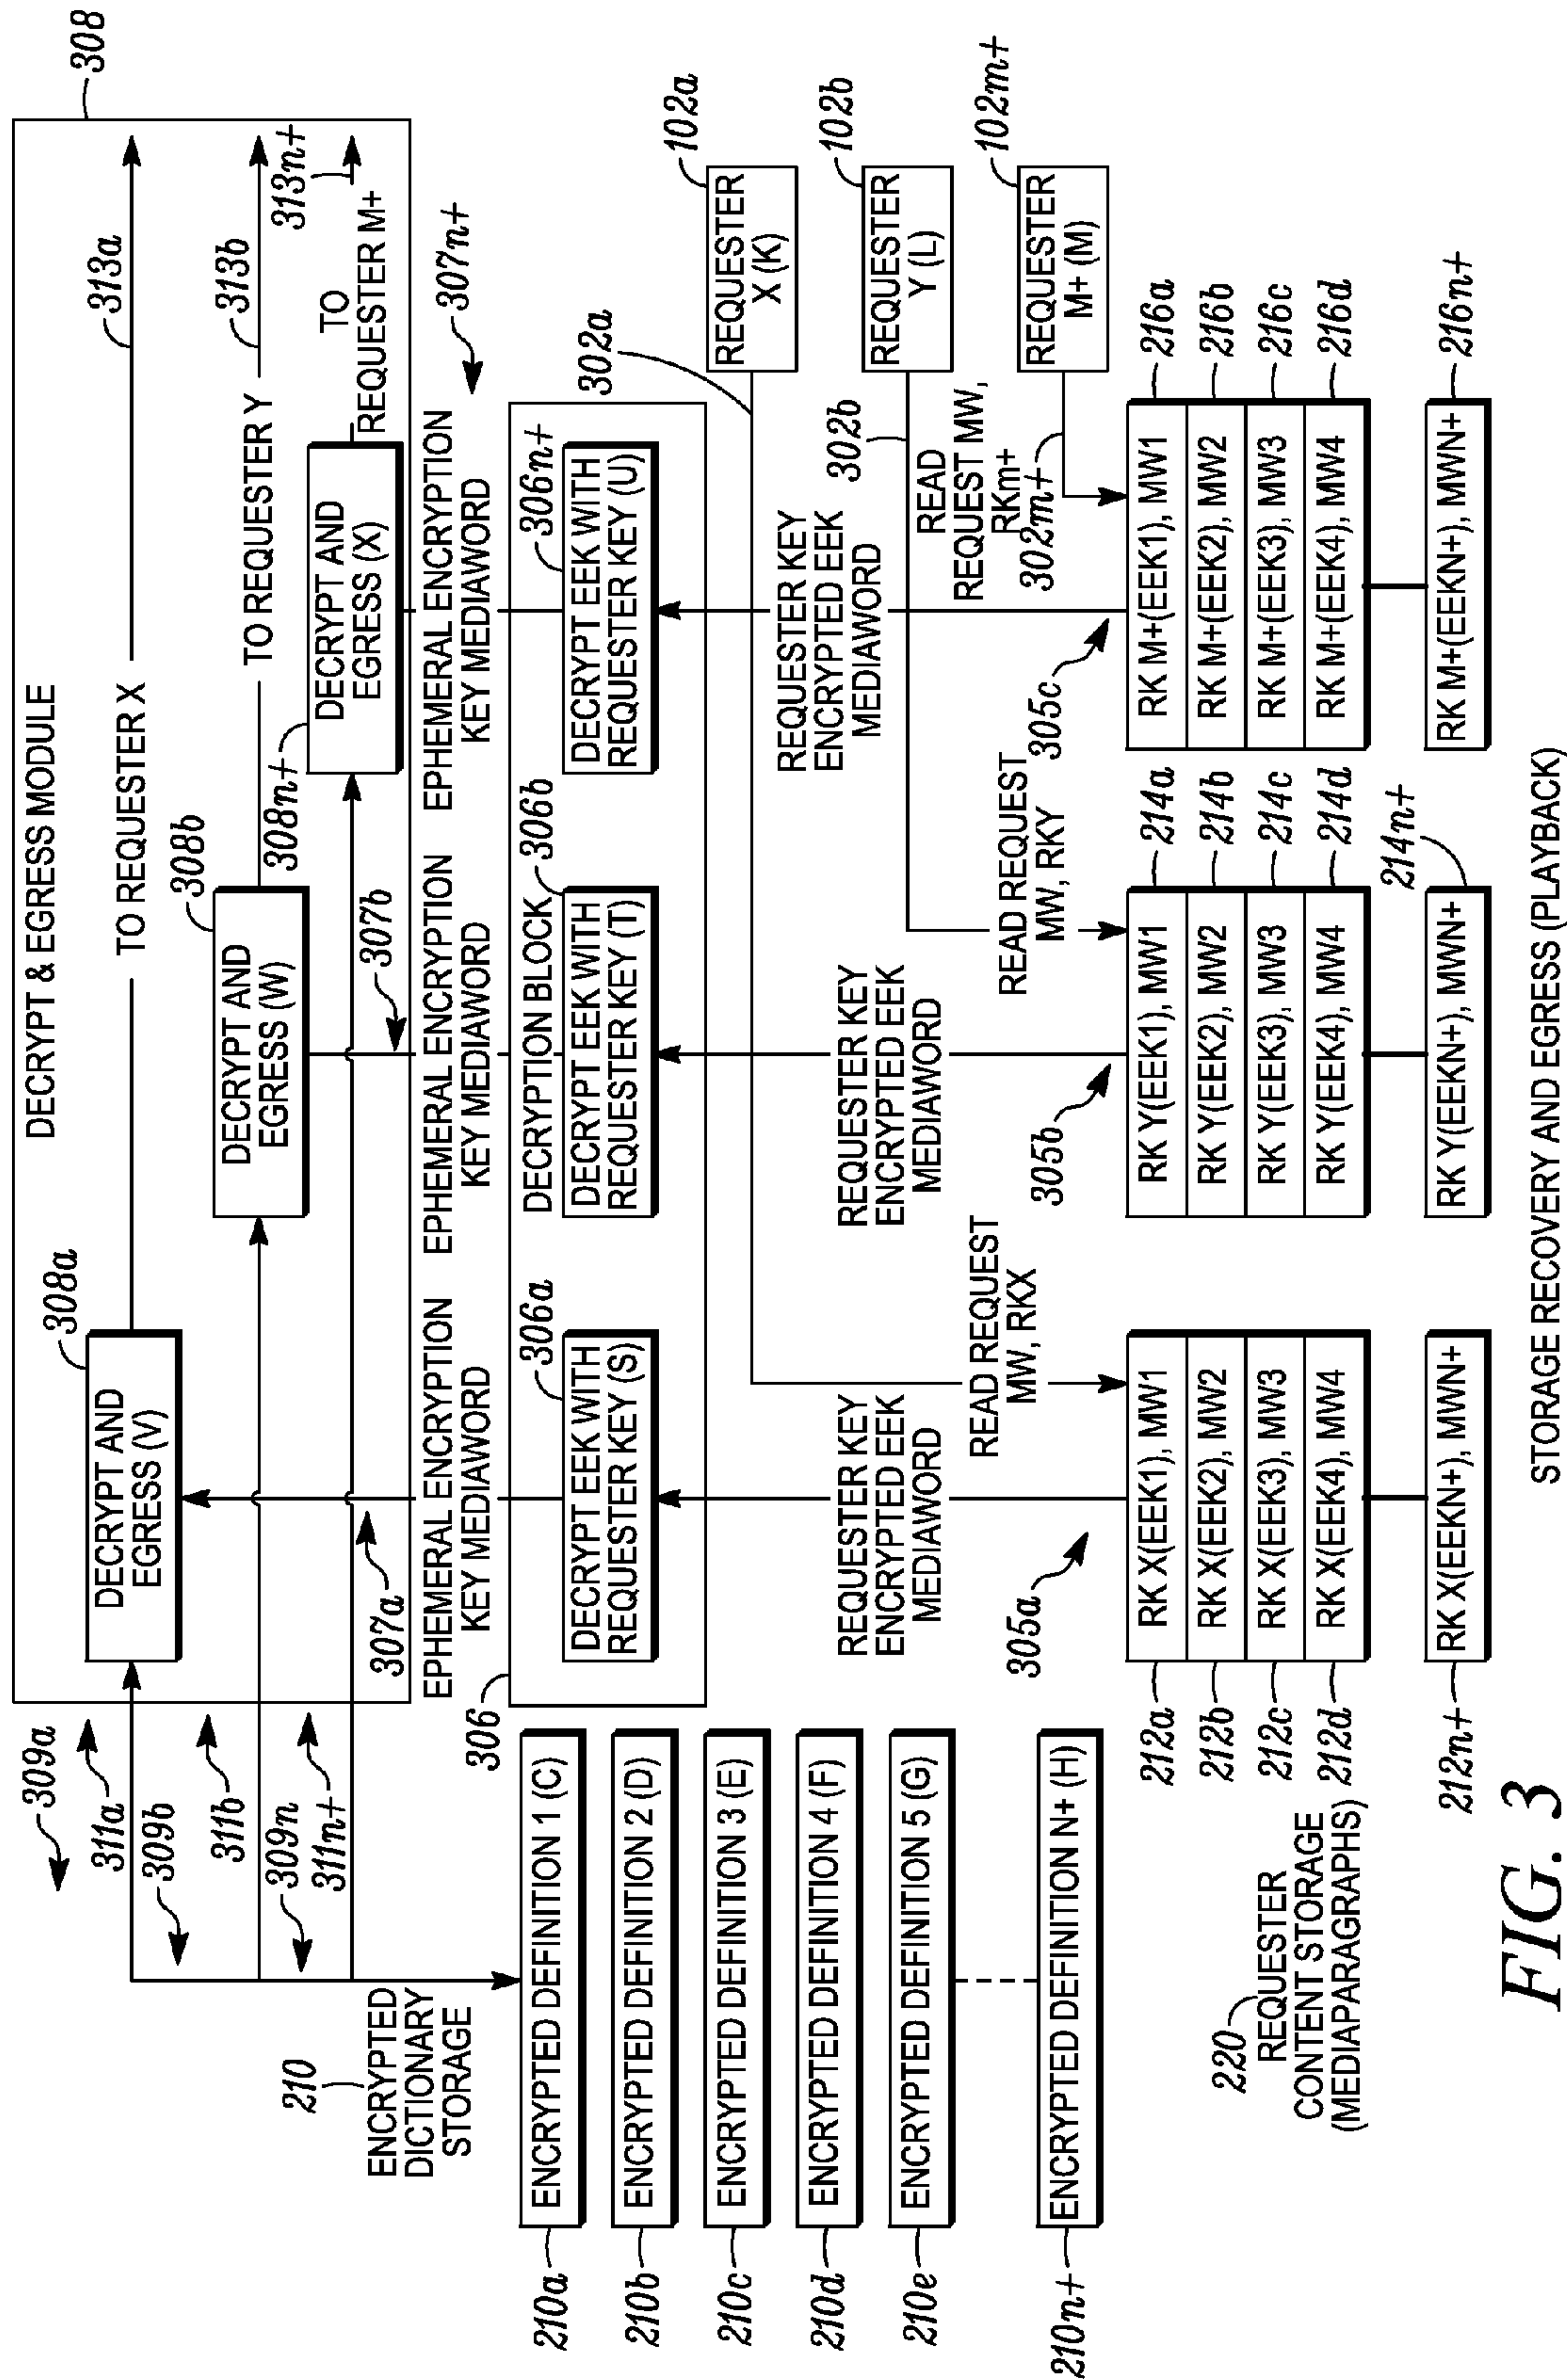 DECRYPT & EGRESS MODULE
308
309a
311a
309b
311b
309n
311n+
308a
DECRYPT AND
EGRESS (V)
TO REQUESTER X
313a
308b
DECRYPT AND
EGRESS (W)
TO REQUESTER Y
313b
308n+
DECRYPT AND
EGRESS (X)
TO
REQUESTER M+
313n+
307a
307b
307n+
EPHEMERAL ENCRYPTION
KEY MEDIAWORD
EPHEMERAL ENCRYPTION
KEY MEDIAWORD
EPHEMERAL ENCRYPTION
KEY MEDIAWORD
210
ENCRYPTED
DICTIONARY
STORAGE
210a
ENCRYPTED DEFINITION 1 (C)
210b
ENCRYPTED DEFINITION 2 (D)
210c
ENCRYPTED DEFINITION 3 (E)
210d
ENCRYPTED DEFINITION 4 (F)
210e
ENCRYPTED DEFINITION 5 (G)
210n+
ENCRYPTED DEFINITION N+ (H)
306
DECRYPTION BLOCK
306a
DECRYPT EEK WITH
REQUESTER KEY (S)
306b
DECRYPT EEK WITH
REQUESTER KEY (T)
306n+
DECRYPT EEK WITH
REQUESTER KEY (U)
302a
REQUESTER
X (K)
102a
302b
REQUESTER
Y (L)
102b
302m+
REQUESTER
M+ (M)
102m+
REQUESTER KEY
ENCRYPTED EEK
MEDIAWORD
305a
READ REQUEST
MW, RKX
REQUESTER KEY
ENCRYPTED EEK
MEDIAWORD
305b
READ REQUEST
MW, RKY
REQUESTER KEY
ENCRYPTED EEK
MEDIAWORD
305c
READ
REQUEST MW,
RKm+
220
REQUESTER
CONTENT STORAGE
(MEDIAPARAGRAPHS)
212a
RK X(EEK1), MW1
212b
RK X(EEK2), MW2
212c
RK X(EEK3), MW3
212d
RK X(EEK4), MW4
212n+
RK X(EEKN+), MWN+
RK Y(EEK1), MW1
214a
RK Y(EEK2), MW2
214b
RK Y(EEK3), MW3
214c
RK Y(EEK4), MW4
214d
RK Y(EEKN+), MWN+
214n+
RK M+(EEK1), MW1
216a
RK M+(EEK2), MW2
216b
RK M+(EEK3), MW3
216c
RK M+(EEK4), MW4
216d
RK M+(EEKN+), MWN+
216n+
STORAGE RECOVERY AND EGRESS (PLAYBACK)
FIG. 3